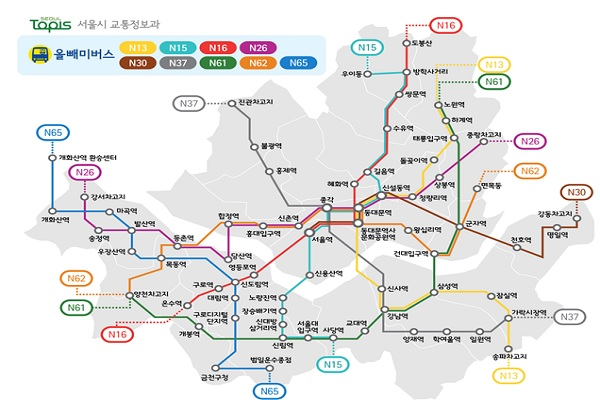 SEOUL
TOPIS 서울시 교통정보과
올빼미버스
N13 N15 N16 N26
N30 N37 N61 N62 N65
N16
도봉산
N15
우이동
방학사거리
N13
N61
쌍문역
노원역
N37
진관차고지
하계역
수유역
태릉입구역
중랑차고지
N26
불광역
돌곶이역
N65
개화산역 환승센터
홍제역
길음역
N26
혜화역
신설동역
상봉역
N62
면목동
강서차고지
종각
청량리역
N30
개화산역
마곡역
합정역
신촌역
동대문역
강동차고지
송정역
발산역
홍대입구역
서울역
동대문역사
문화공원역
왕십리역
군자역
명일역
우장산역
등촌역
당산역
건대입구역
천호역
목동역
영등포역
신용산역
N62
양천차고지
구로역
신도림역
신사역
삼성역
잠실역
N61
온수역
대림역
노량진역
강남역
가락시장역
N37
구로디지털
단지역
장승배기역
N16
개봉역
신대방
삼거리역
서울대
입구역
사당역
교대역
양재역
학여울역
일원역
신림역
송파차고지
금천구청
범일운수종점
N15
N13
N65